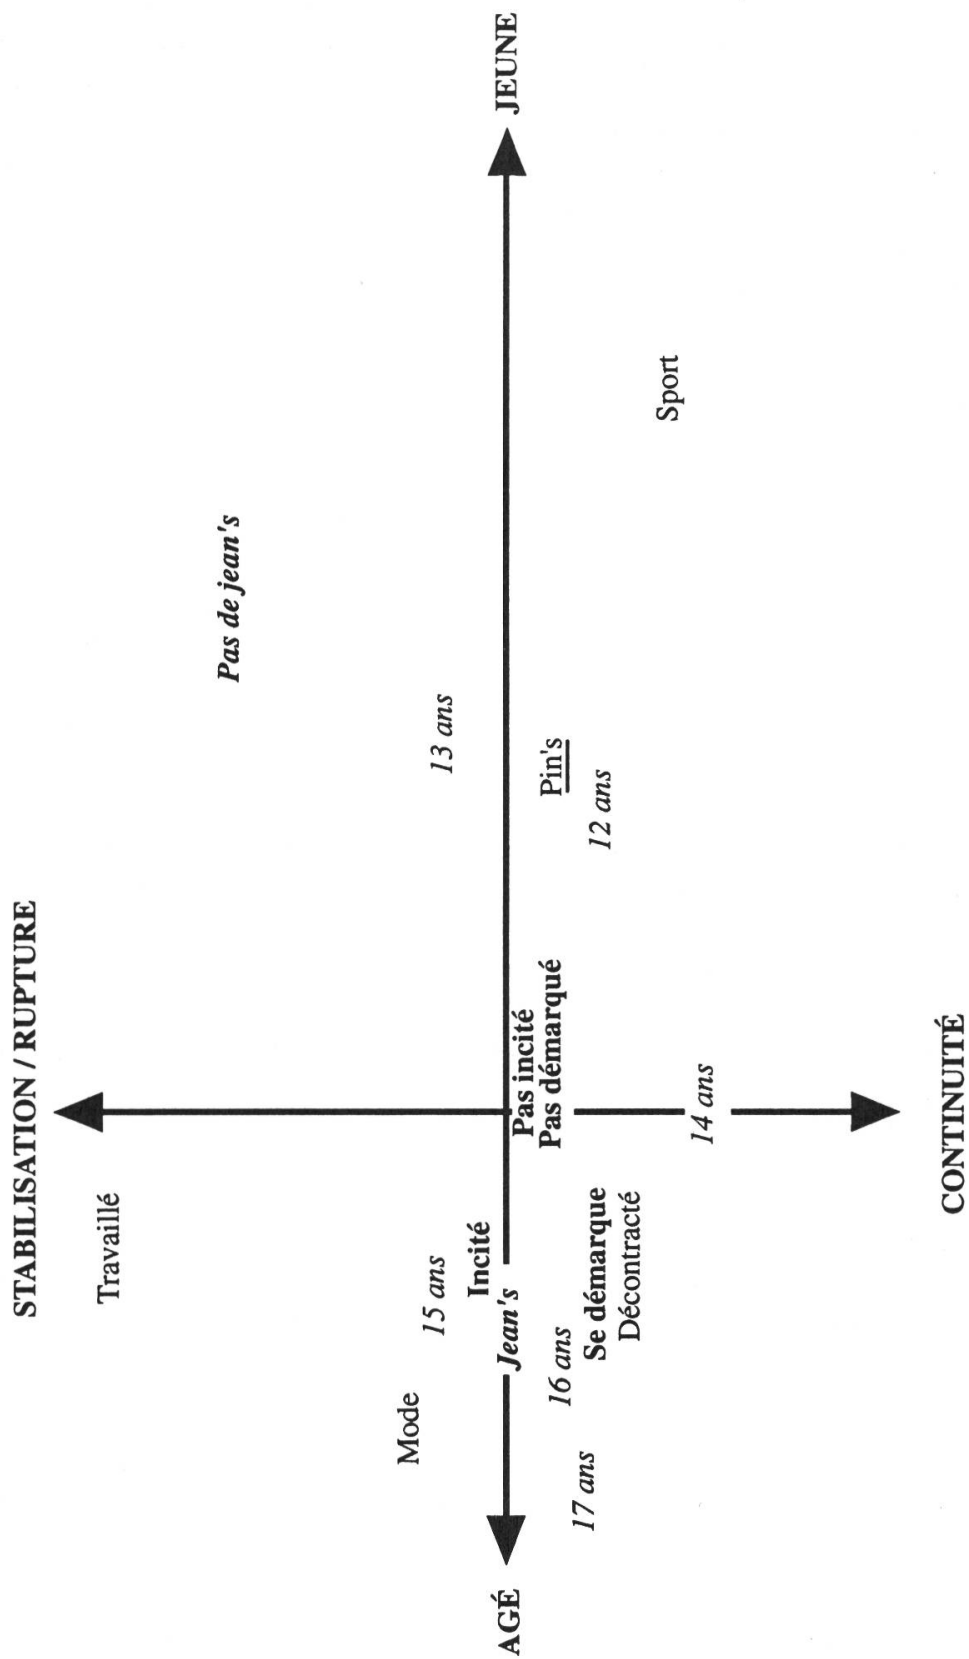 STABILISATION / RUPTURE
Travaillé
Pas de jean's
Mode
15 ans
13 ans
Incité
AGÉ
Jean's
JEUNE
Pas incité
Pas démarqué
Pin's
16 ans
17 ans
Se démarque
12 ans
Décontracté
Sport
14 ans
CONTINUITÉ